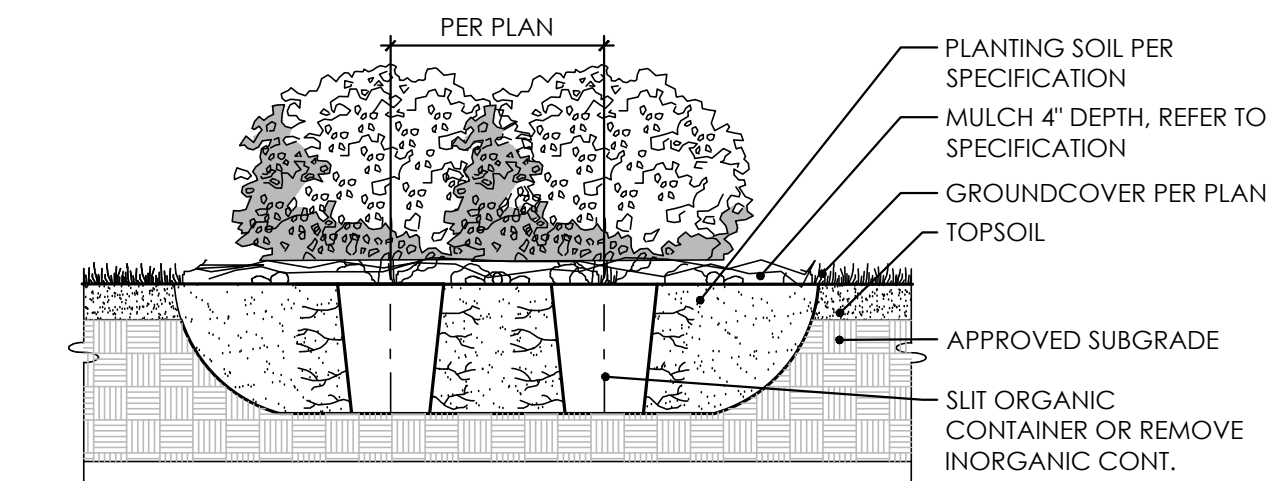 PER PLAN
PLANTING SOIL PER
SPECIFICATION
MULCH 4" DEPTH, REFER TO
SPECIFICATION
GROUNDCOVER PER PLAN
TOPSOIL
APPROVED SUBGRADE
SLIT ORGANIC
CONTAINER OR REMOVE
INORGANIC CONT.